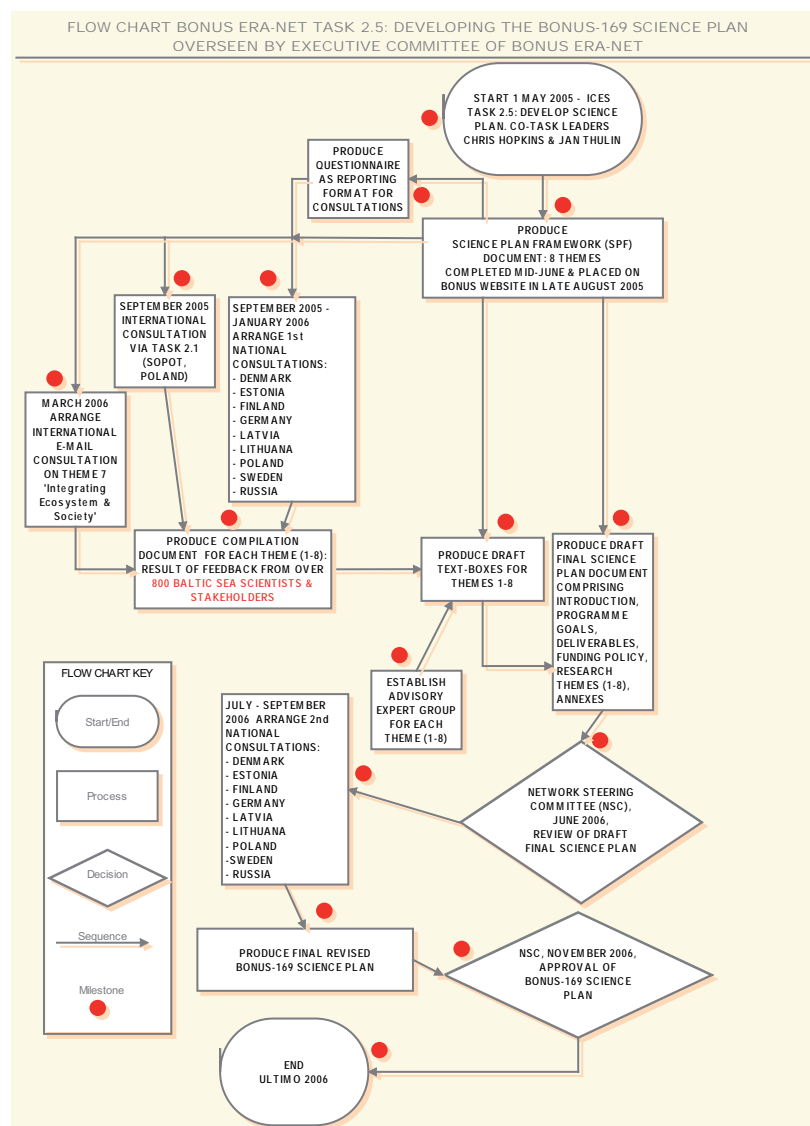 FLOW CHART BONUS ERA-NET TASK 2.5: DEVELOPING THE BONUS-169 SCIENCE PLAN
OVERSEEN BY EXECUTIVE COMMITTEE OF BONUS ERA-NET
START 1 MAY 2005 - ICES
TASK 2.5: DEVELOP SCIENCE
PLAN. CO-TASK LEADERS
CHRIS HOPKINS & JAN THULIN
PRODUCE
QUESTIONNAIRE
AS REPORTING
FORMAT FOR
CONSULTATIONS
PRODUCE
SCIENCE PLAN FRAMEWORK (SPF)
DOCUMENT: 8 THEMES
COMPLETED MID-JUNE & PLACED ON
BONUS WEBSITE IN LATE AUGUST 2005
SEPTEMBER 2005
INTERNATIONAL
CONSULTATION
VIA TASK 2.1
(SOPOT,
POLAND)
SEPTEMBER 2005 -
JANUARY 2006
ARRANGE 1st
NATIONAL
CONSULTATIONS:
- DENMARK
- ESTONIA
- FINLAND
- GERMANY
- LATVIA
- LITHUANA
- POLAND
- SWEDEN
- RUSSIA
MARCH 2006
ARRANGE
INTERNATIONAL
E-MAIL
CONSULTATION
ON THEME 7
'Integrating
Ecosystem &
Society'
PRODUCE COMPILATION
DOCUMENT FOR EACH THEME (1-8):
RESULT OF FEEDBACK FROM OVER
800 BALTIC SEA SCIENTISTS &
STAKEHOLDERS
PRODUCE DRAFT
TEXT-BOXES FOR
THEMES 1-8
PRODUCE DRAFT
FINAL SCIENCE
PLAN DOCUMENT
COMPRISING
INTRODUCTION,
PROGRAMME
GOALS,
DELIVERABLES,
FUNDING POLICY,
RESEARCH
THEMES (1-8),
ANNEXES
ESTABLISH
ADVISORY
EXPERT GROUP
FOR EACH
THEME (1-8)
FLOW CHART KEY
Start/End
Process
Decision
Sequence
Milestone
JULY - SEPTEMBER
2006 ARRANGE 2nd
NATIONAL
CONSULTATIONS:
- DENMARK
- ESTONIA
- FINLAND
- GERMANY
- LATVIA
- LITHUANA
- POLAND
-SWEDEN
- RUSSIA
NETWORK STEERING
COMMITTEE (NSC),
JUNE 2006,
REVIEW OF DRAFT
FINAL SCIENCE PLAN
PRODUCE FINAL REVISED
BONUS-169 SCIENCE PLAN
NSC, NOVEMBER 2006,
APPROVAL OF
BONUS-169 SCIENCE
PLAN
END
ULTIMO 2006